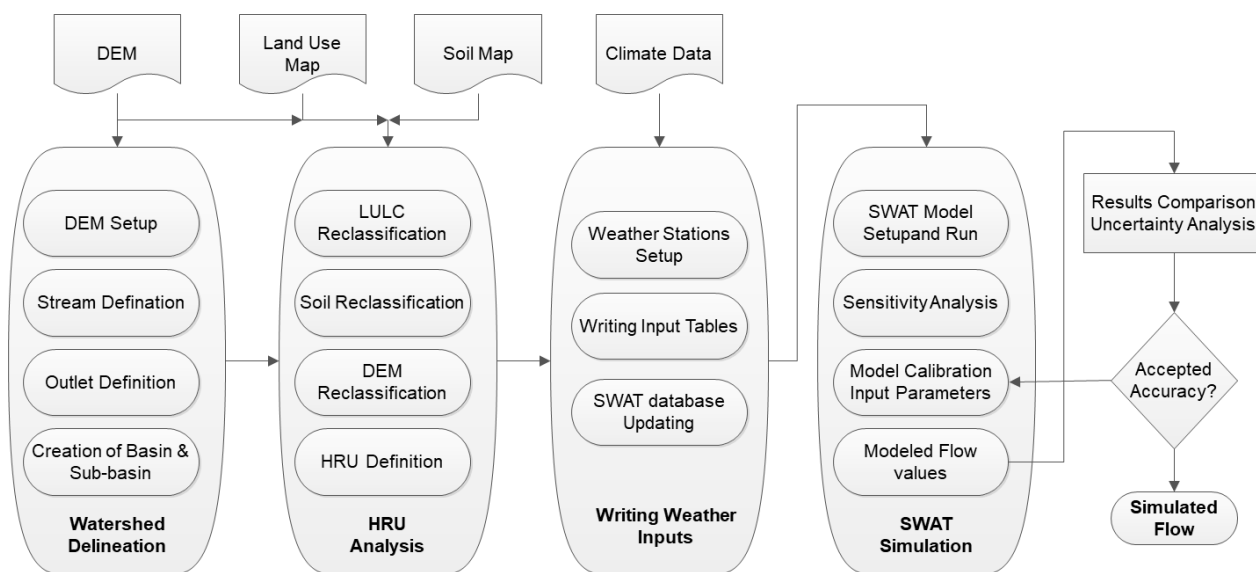 DEM
Land Use
Map
Soil Map
Climate Data
DEM Setup
Stream Defination
Outlet Definition
Creation of Basin &
Sub-basin
Watershed
Delineation
LULC
Reclassification
Soil Reclassification
DEM
Reclassification
HRU Definition
HRU
Analysis
Weather Stations
Setup
Writing Input Tables
SWAT database
Updating
Writing Weather
Inputs
SWAT Model
Setupand Run
Sensitivity Analysis
Model Calibration
Input Parameters
Modeled Flow
values
SWAT
Simulation
Results Comparison
Uncertainty Analysis
Accepted
Accuracy?
Simulated
Flow